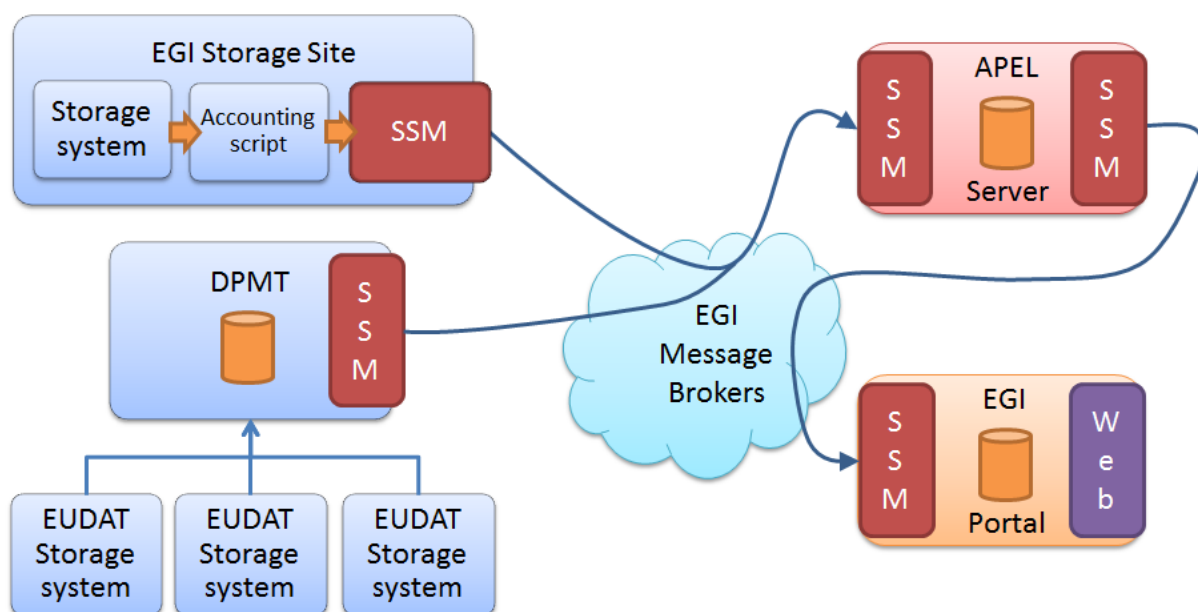 EGI Storage Site
Storage
system
Accounting
script
SSM
APEL
S
S
M
Server
S
S
M
DPMT
S
S
M
EGI
Message
Brokers
EGI
S
S
M
Portal
W
e
b
EUDAT
Storage
system
EUDAT
Storage
system
EUDAT
Storage
system